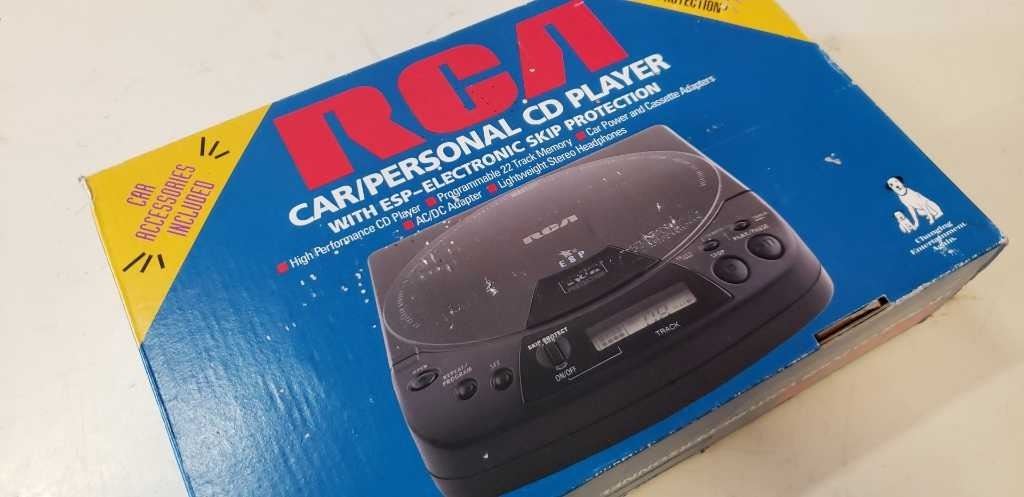 PROTECTION
RCA
CAR/PERSONAL CD PLAYER
WITH ESP-ELECTRONIC SKIP PROTECTION
High Performance CD Player ■ Programmable 22 Track Memory ■ Car Power and Cassette Adapters
■ AC/DC Adapter ■ Lightweight Stereo Headphones
CAR
ACCESSORIES
INCLUDED
RCA
ESP
SKIP PROTECT
ON/OFF
TRACK
REPEAT/
PROGRAM
SET
PLAY/PAUSE
Changing
Entertainment.
Again.